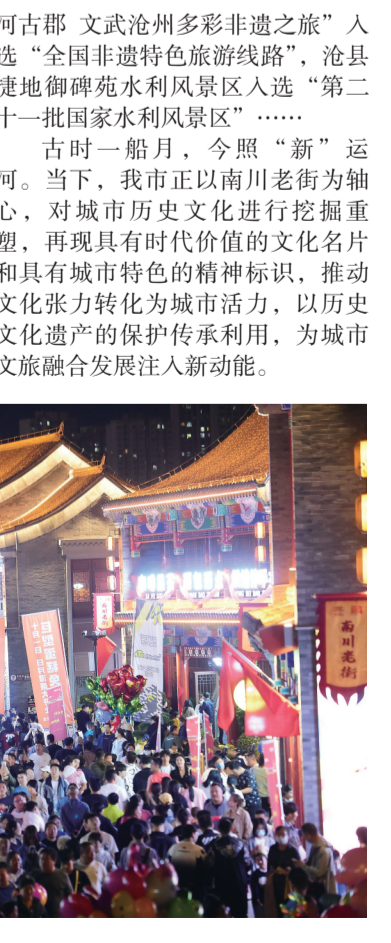 河古郡 文武沧州多彩非遗之旅”入
选“全国非遗特色旅游线路”，沧县
捷地御碑苑水利风景区入选“第二
十一批国家水利风景区”……
古时一船月，今照“新”运
河。当下，我市正以南川老街为轴
心，对城市历史文化进行挖掘重
塑，再现具有时代价值的文化名片
和具有城市特色的精神标识，推动
文化张力转化为城市活力，以历史
文化遗产的保护传承利用，为城市
文旅融合发展注入新动能。
南川老街
巨型蛋糕免